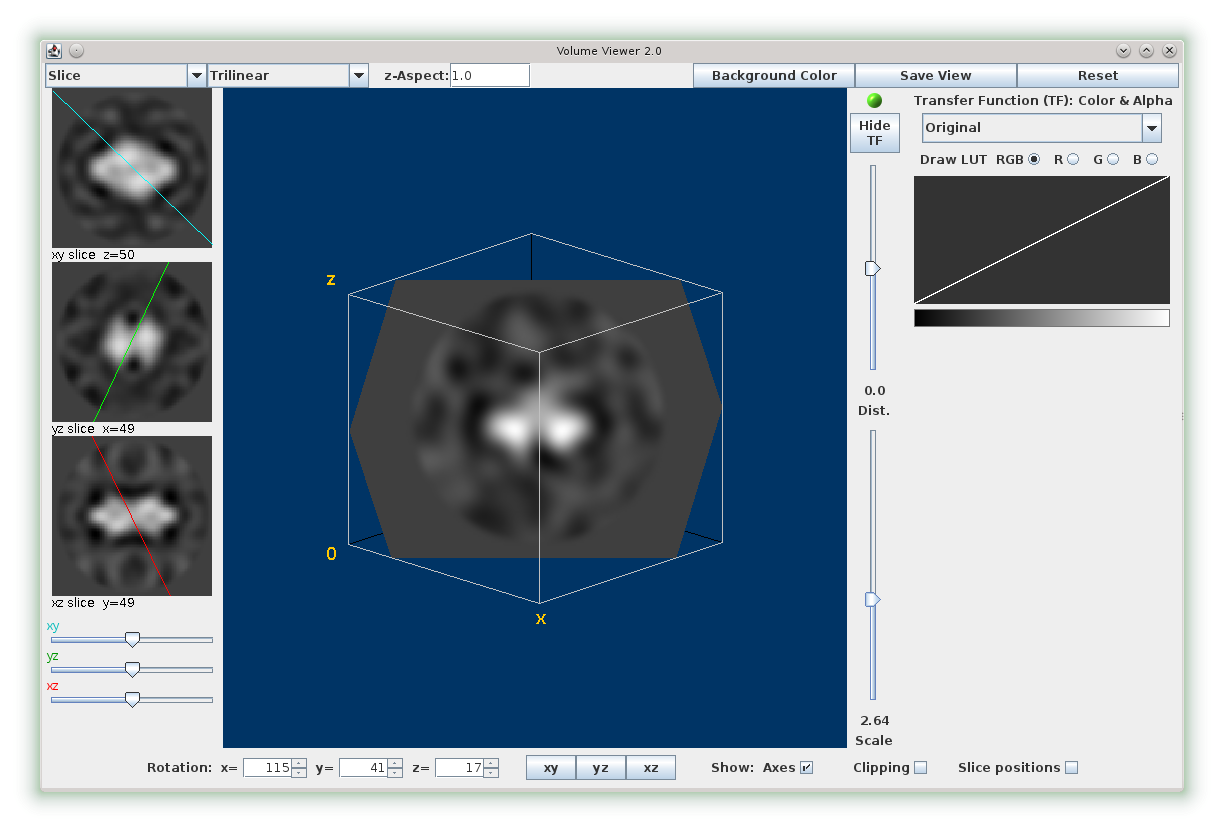 Volume Viewer 2.0
Slice Trilinear z-Aspect: 1.0 Background Color Save View Reset
xy slice z=50
yz slice x=49
xz slice y=49
xy
yz
xz
z
0
x
Hide
TF
0.0
Dist.
2.64
Scale
Transfer Function (TF): Color & Alpha
Original
Draw LUT RGB R G B
Rotation: x= 115 y= 41 z= 17 xy yz xz Show: Axes Clipping Slice positions